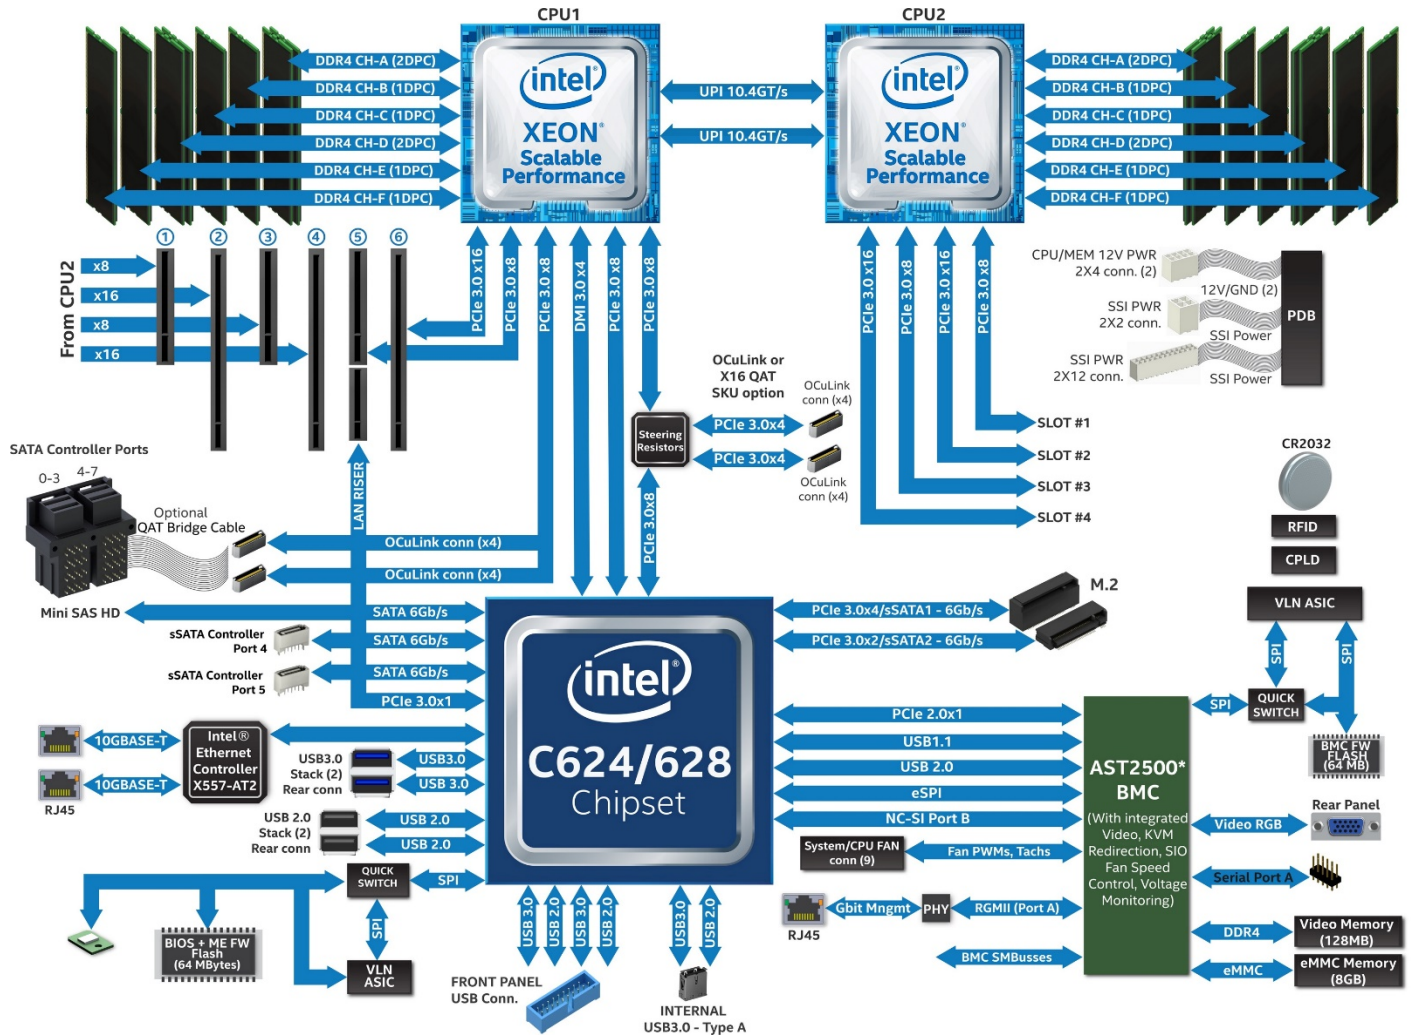 CPU1
CPU2
intel®
XEON®
Scalable
Performance
intel®
XEON®
Scalable
Performance
DDR4 CH-A (2DPC)
DDR4 CH-B (1DPC)
DDR4 CH-C (1DPC)
DDR4 CH-D (2DPC)
DDR4 CH-E (1DPC)
DDR4 CH-F (1DPC)
UPI 10.4GT/s
UPI 10.4GT/s
DDR4 CH-A (2DPC)
DDR4 CH-B (1DPC)
DDR4 CH-C (1DPC)
DDR4 CH-D (2DPC)
DDR4 CH-E (1DPC)
DDR4 CH-F (1DPC)
1
2
3
4
5
6
From CPU2
x8
x16
x8
x16
PCIe 3.0 x16
PCIe 3.0 x8
PCIe 3.0 x8
DMI 3.0 x4
PCIe 3.0 x8
PCIe 3.0 x8
PCIe 3.0 x16
PCIe 3.0 x8
PCIe 3.0 x16
PCIe 3.0 x8
CPU/MEM 12V PWR
2X4 conn. (2)
12V/GND (2)
SSI PWR
2X2 conn.
SSI Power
SSI PWR
2X12 conn.
SSI Power
PDB
OCuLink or
X16 QAT
SKU option
OCuLink
conn (x4)
Steering
Resistors
PCIe 3.0x4
PCIe 3.0x4
OCuLink
conn (x4)
PCIe 3.0x8
SLOT #1
SLOT #2
SLOT #3
SLOT #4
CR2032
RFID
CPLD
VLN ASIC
SPI
SPI
SPI
QUICK
SWITCH
BMC FW
FLASH
(64 MB)
SATA Controller Ports
0-3
4-7
Optional
QAT Bridge Cable
LAN RISER
OCuLink conn (x4)
OCuLink conn (x4)
Mini SAS HD
SATA 6Gb/s
sSATA Controller
Port 4
SATA 6Gb/s
sSATA Controller
Port 5
SATA 6Gb/s
PCIe 3.0x1
intel®
C624/628
Chipset
PCIe 3.0x4/sSATA1 - 6Gb/s
PCIe 3.0x2/sSATA2 - 6Gb/s
M.2
10GBASE-T
10GBASE-T
RJ45
Intel®
Ethernet
Controller
X557-AT2
USB3.0
Stack (2)
Rear conn
USB3.0
USB 3.0
USB 2.0
Stack (2)
Rear conn
USB 2.0
USB 2.0
PCIe 2.0x1
USB1.1
USB 2.0
eSPI
NC-SI Port B
AST2500*
BMC
(With integrated
Video, KVM
Redirection, SIO
Fan Speed
Control, Voltage
Monitoring)
System/CPU FAN
conn (9)
Fan PWMs, Tachs
RJ45
Gbit Mngmt
PHY
RGMII (Port A)
BMC SMBusses
Rear Panel
Video RGB
Serial Port A
DDR4
Video Memory
(128MB)
eMMC
eMMC Memory
(8GB)
QUICK
SWITCH
SPI
SPI
BIOS + ME FW
Flash
(64 MBytes)
VLN
ASIC
USB 3.0
USB 2.0
USB 3.0
USB 2.0
FRONT PANEL
USB Conn.
USB3.0
USB 2.0
INTERNAL
USB3.0 - Type A